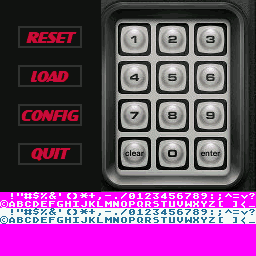 RESET
LOAD
CONFIG
QUIT
1 2 3
4 5 6
7 8 9
clear 0 enter
!"#$%&'()*+,-./0123456789:;^=v?
©ABCDEFGHIJKLMNOPQRSTUVWXYZ[ ]<_
!"#$%&'()*+,-./0123456789:;^=v?
©ABCDEFGHIJKLMNOPQRSTUVWXYZ[ ]<_